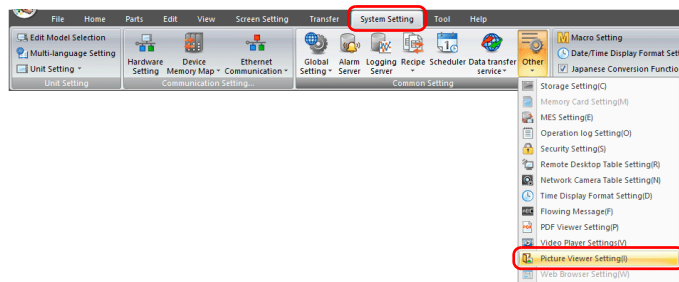 File Home Parts Edit View Screen Setting Transfer System Setting Tool Help
Edit Model Selection
Multi-language Setting
Unit Setting
Unit Setting
Hardware Setting
Device Memory Map
Ethernet Communication
Communication Setting...
Global Setting
Alarm Server
Logging Server
Recipe
Scheduler
Data transfer service
Common Setting
Other
Macro Setting
Date/Time Display Format Sett
Japanese Conversion Functio
Storage Setting(C)
Memory Card Setting(M)
MES Setting(E)
Operation log Setting(O)
Security Setting(S)
Remote Desktop Table Setting(R)
Network Camera Table Setting(N)
Time Display Format Setting(D)
Flowing Message(F)
PDF Viewer Setting(P)
Video Player Settings(V)
Picture Viewer Setting(I)
Web Browser Setting(W)